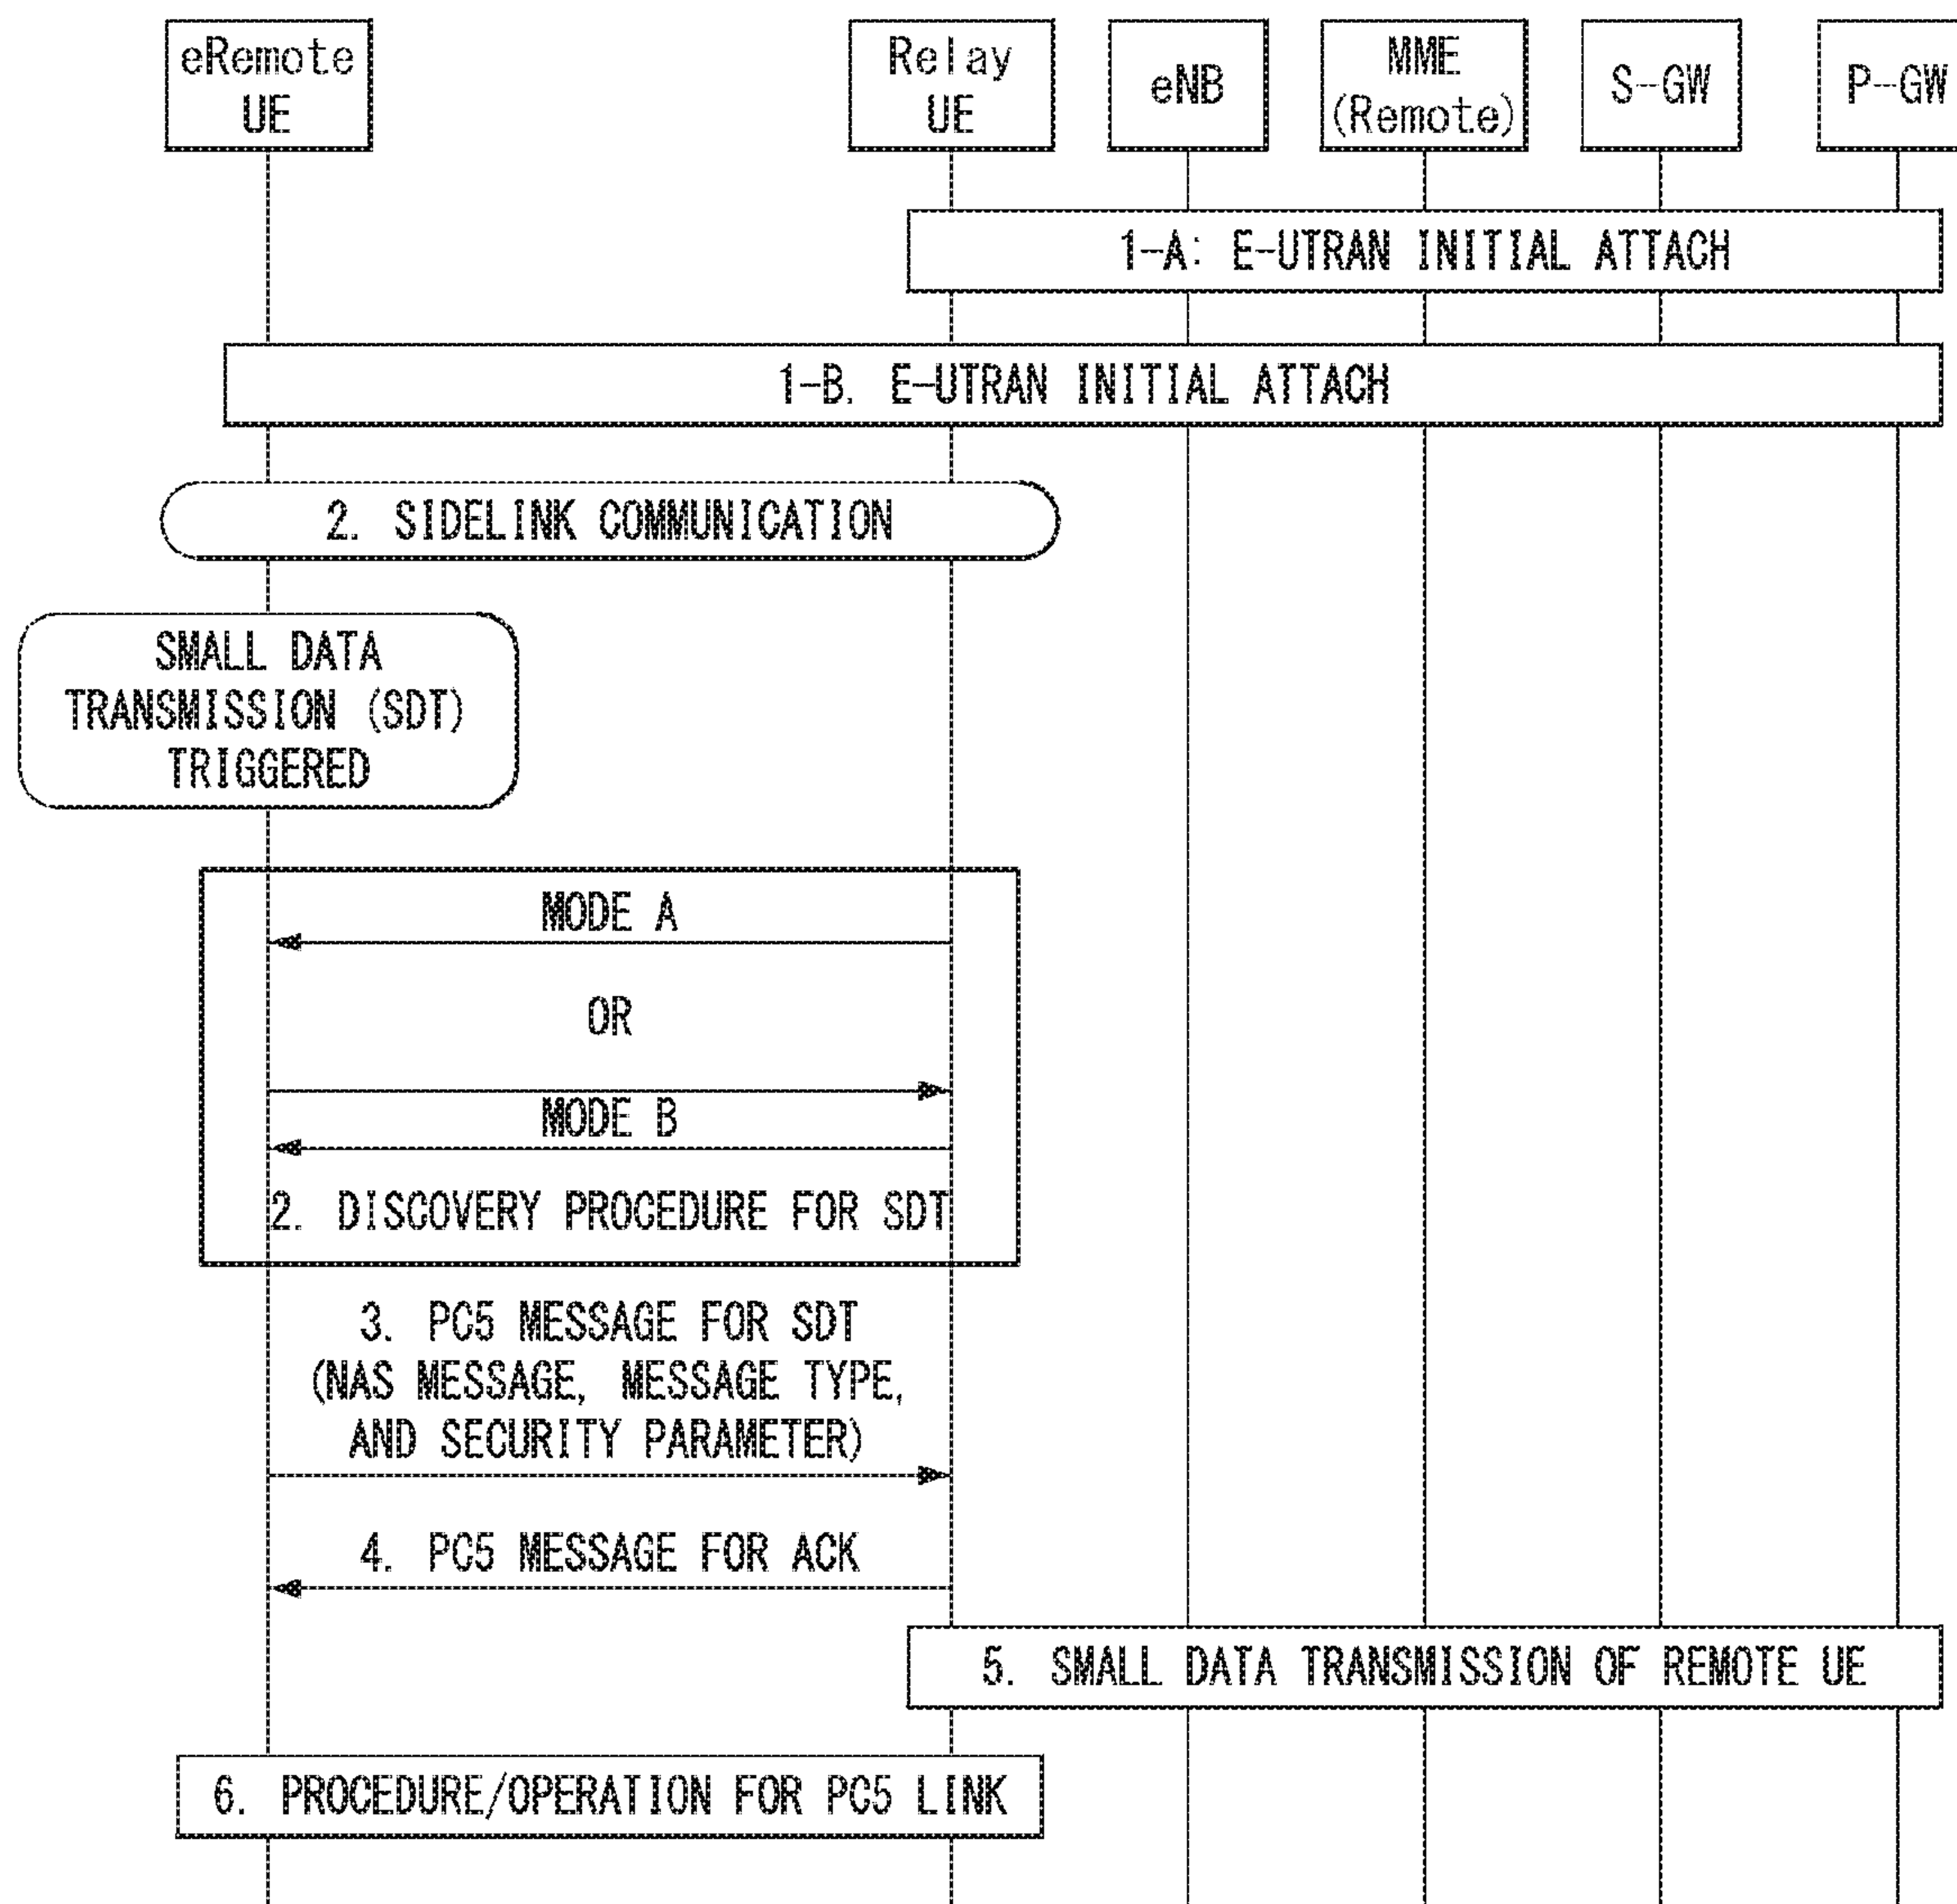 eRemote
UE
Relay
UE
eNB
MME
(Remote)
S-GW
P-GW
1-A: E-UTRAN INITIAL ATTACH
1-B. E-UTRAN INITIAL ATTACH
2. SIDELINK COMMUNICATION
SMALL DATA
TRANSMISSION (SDT)
TRIGGERED
MODE A
OR
MODE B
2. DISCOVERY PROCEDURE FOR SDT
3. PC5 MESSAGE FOR SDT
(NAS MESSAGE, MESSAGE TYPE,
AND SECURITY PARAMETER)
4. PC5 MESSAGE FOR ACK
5. SMALL DATA TRANSMISSION OF REMOTE UE
6. PROCEDURE/OPERATION FOR PC5 LINK